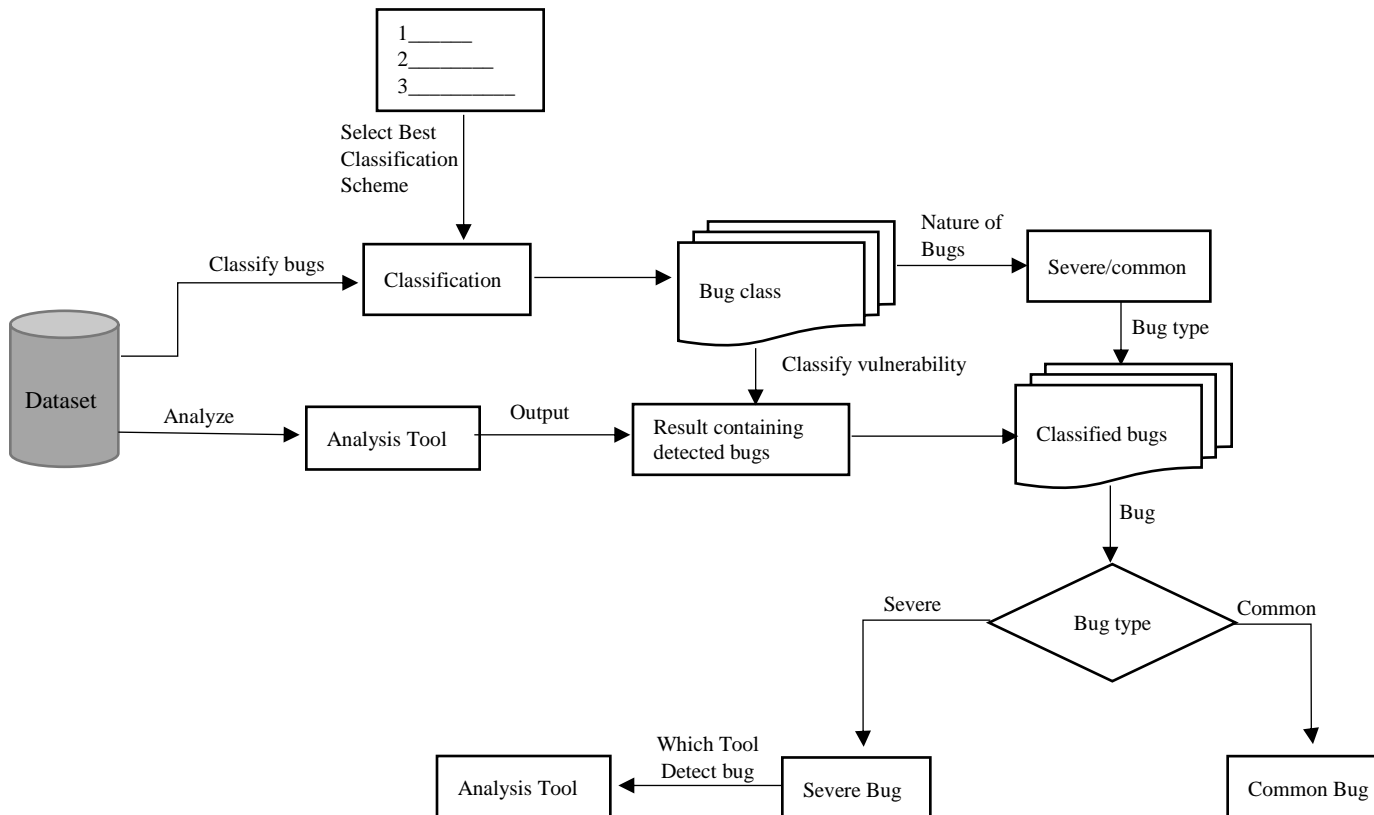 1______
2________
3__________
Select Best
Classification
Scheme
Nature of
Bugs
Classify bugs
Classification
Bug class
Severe/common
Bug type
Classify vulnerability
Dataset
Analyze
Analysis Tool
Output
Result containing
detected bugs
Classified bugs
Bug
Severe
Bug type
Common
Which Tool
Detect bug
Analysis Tool
Severe Bug
Common Bug